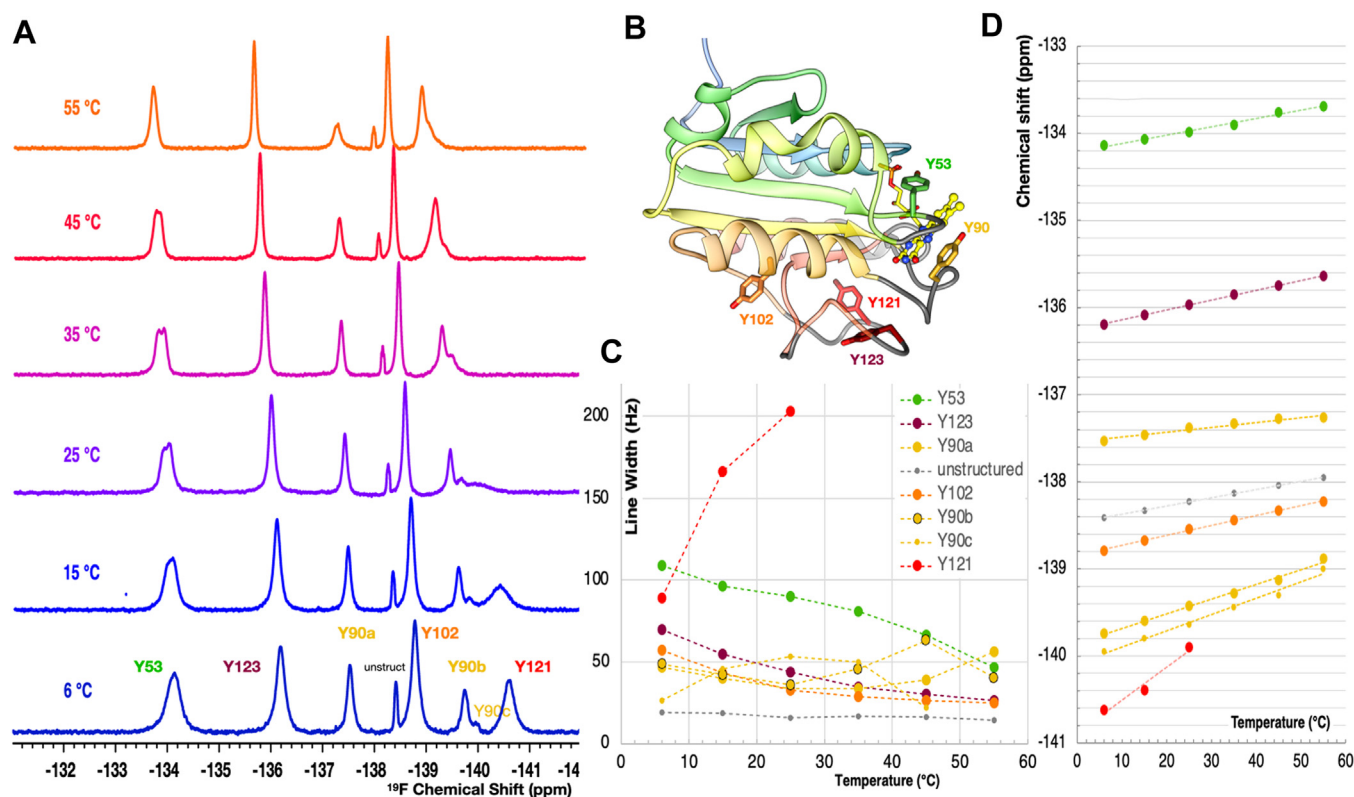 A
55 °C
45 °C
35 °C
25 °C
15 °C
6 °C
Y53
Y123
Y90a
unstruct
Y102
Y90b
Y90c
Y121
-132 -133 -134 -135 -136 -137 -138 -139 -140 -141 -14
19F Chemical Shift (ppm)
B
Y53
Y90
Y102
Y121
Y123
C
Line Width (Hz)
200
150
100
50
0
0 10 20 30 40 50 60
Temperature (°C)
Y53
Y123
Y90a
unstructured
Y102
Y90b
Y90c
Y121
D
Chemical shift (ppm)
-133
-134
-135
-136
-137
-138
-139
-140
-141
Temperature (°C)
0 10 20 30 40 50 60